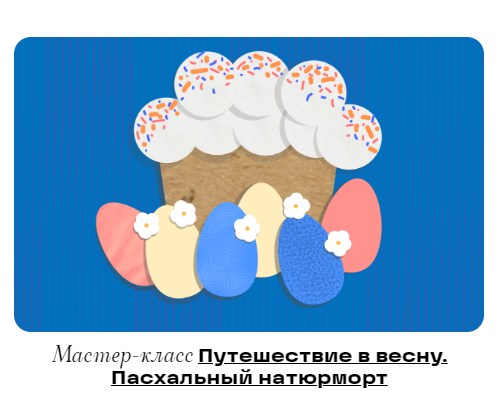 Мастер-класс Путешествие в весну.
Пасхальный натюрморт